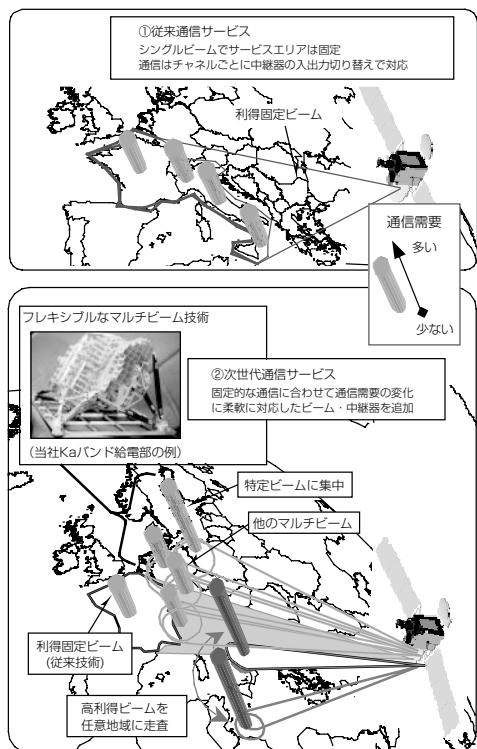 ①従来通信サービス
シングルビームでサービスエリアは固定
通信はチャネルごとに中継器の入出力切り替えで対応
利得固定ビーム
通信需要
多い
少ない
フレキシブルなマルチビーム技術
(当社Kaバンド給電部の例)
②次世代通信サービス
固定的な通信に合わせて通信需要の変化
に柔軟に対応したビーム・中継器を追加
特定ビームに集中
他のマルチビーム
利得固定ビーム
(従来技術)
高利得ビームを
任意地域に走査